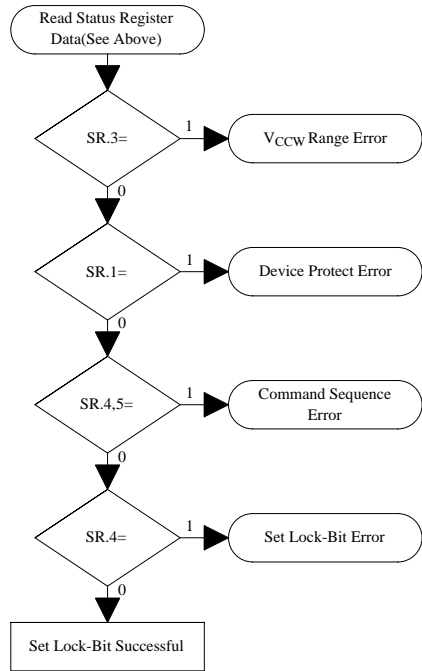 Read Status Register
Data(See Above)
SR.3=
1
VCCW Range Error
0
SR.1=
1
Device Protect Error
0
SR.4,5=
1
Command Sequence
Error
0
SR.4=
1
Set Lock-Bit Error
0
Set Lock-Bit Successful